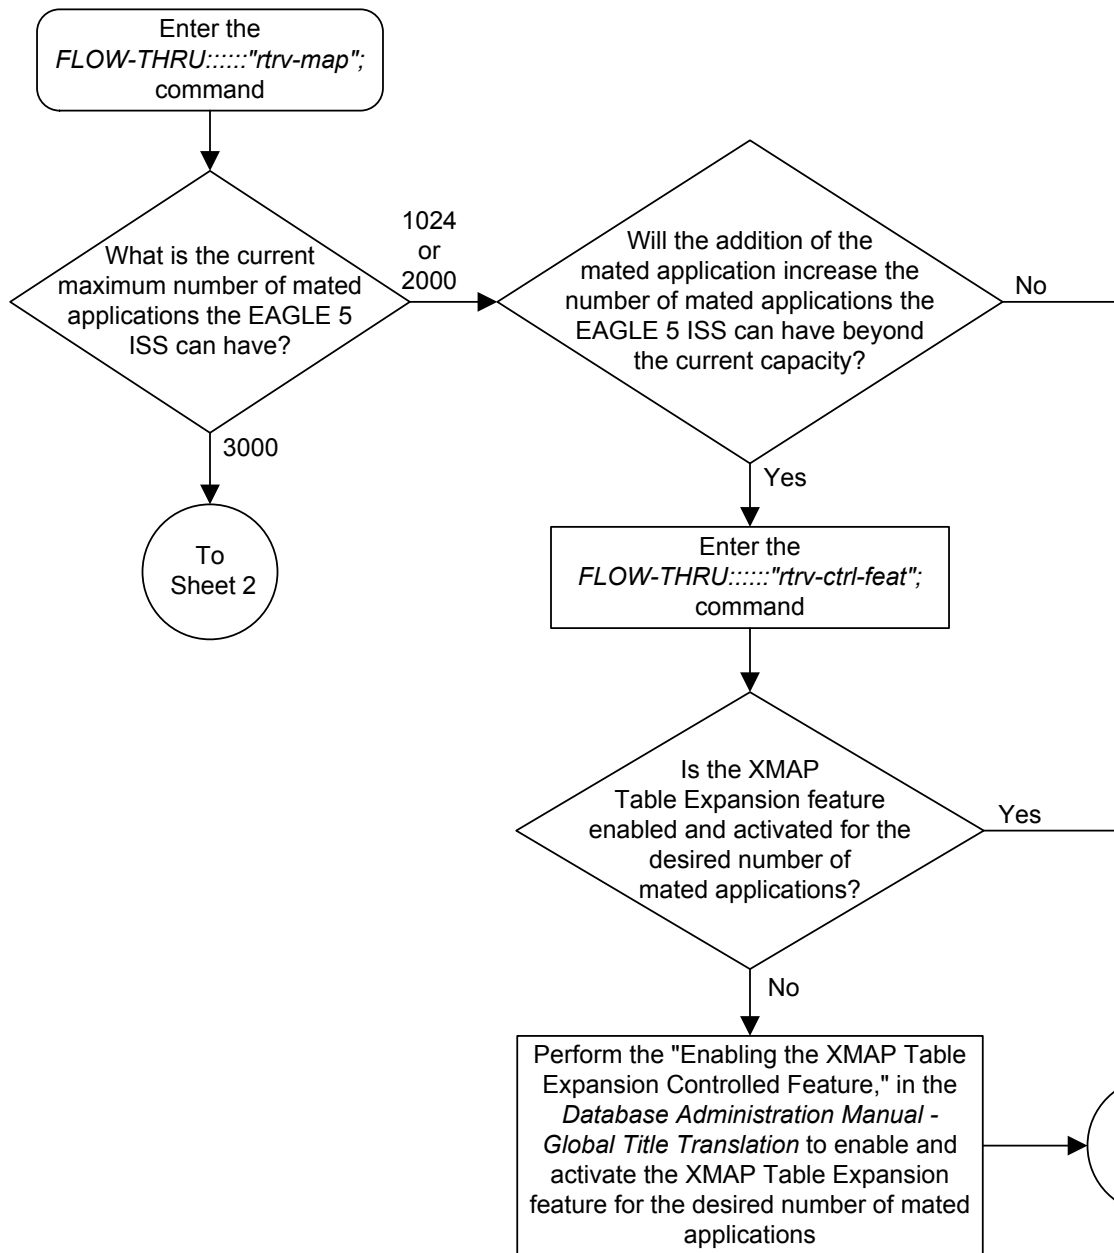 Enter the
FLOW-THRU::::::"rtrv-map";
command
What is the current
maximum number of mated
applications the EAGLE 5
ISS can have?
1024
or
2000
3000
To
Sheet 2
Will the addition of the
mated application increase the
number of mated applications the
EAGLE 5 ISS can have beyond
the current capacity?
No
Yes
Enter the
FLOW-THRU::::::"rtrv-ctrl-feat";
command
Is the XMAP
Table Expansion feature
enabled and activated for the
desired number of
mated applications?
Yes
No
Perform the "Enabling the XMAP Table
Expansion Controlled Feature," in the
Database Administration Manual -
Global Title Translation to enable and
activate the XMAP Table Expansion
feature for the desired number of mated
applications